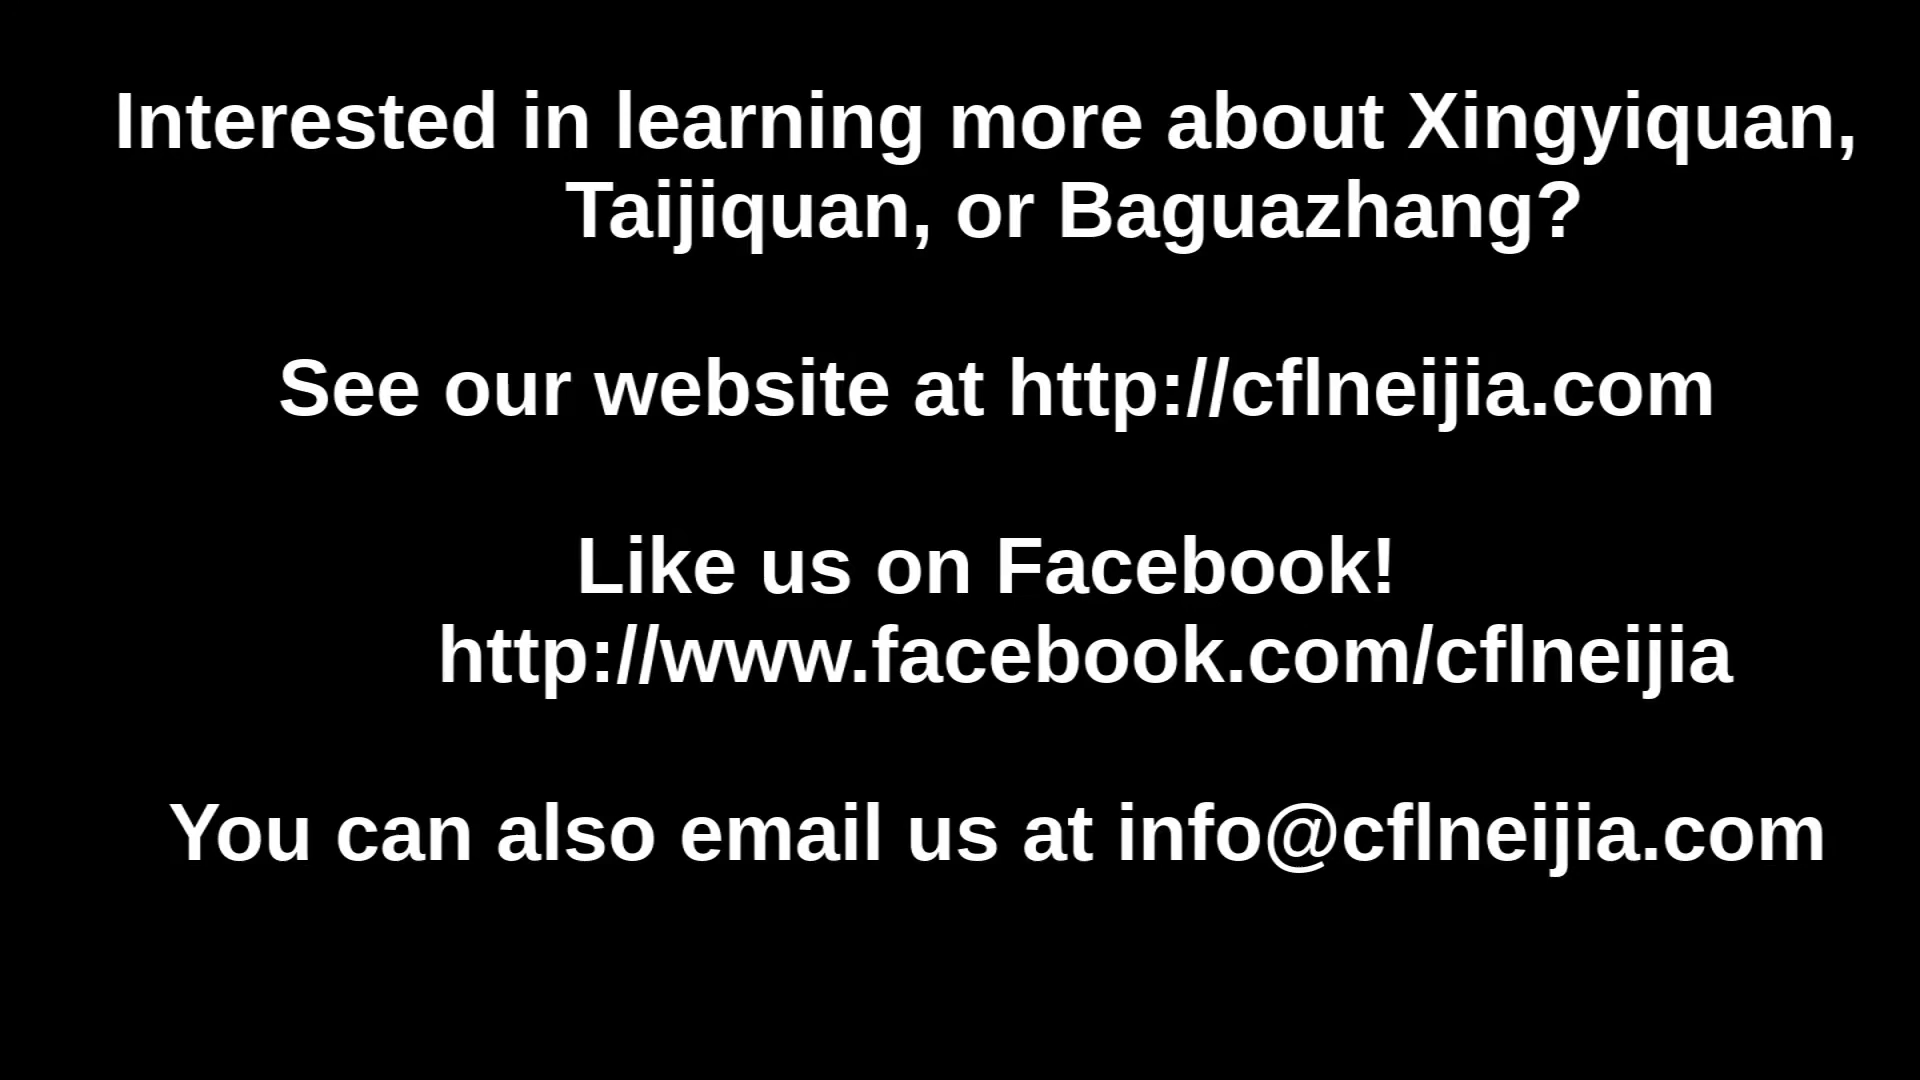 Interested in learning more about Xingyiquan,
Taijiquan, or Baguazhang?
See our website at http://cflneijia.com
Like us on Facebook!
http://www.facebook.com/cflneijia
You can also email us at info@cflneijia.com